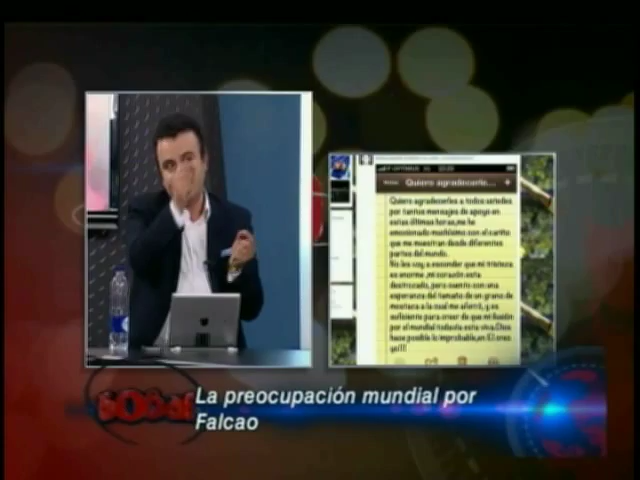 Quiero agradecerle...
Quiero agradecerles a todos ustedes
por tantos mensajes de apoyo en
estas últimas horas,me he
emocionado muchísimo con el cariño
que me muestran desde diferentes
partes del mundo.
No les voy a esconder que mi tristeza
es enorme ,mi corazón esta
destrozado, pero cuento con una
esperanza del tamaño de un grano de
mostaza a la cual me aferró, y es
suficiente para creer de que mi ilusión
por el mundial todavía esta viva.Dios
hace posible lo improbable,en El creo
yo!!!
social
La preocupación mundial por
Falcao